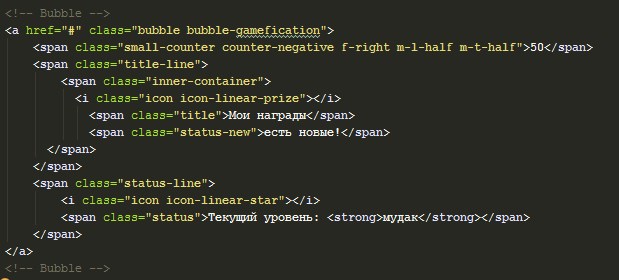 <!-- Bubble -->
<a href="#" class="bubble bubble-gamefication">
<span class="small-counter counter-negative f-right m-l-half m-t-half">50</span>
<span class="title-line">
<span class="inner-container">
<i class="icon icon-linear-prize"></i>
<span class="title">Мои награды</span>
<span class="status-new">есть новые!</span>
</span>
</span>
<span class="status-line">
<i class="icon icon-linear-star"></i>
<span class="status">Текущий уровень: <strong>мудак</strong></span>
</span>
</a>
<!-- Bubble -->